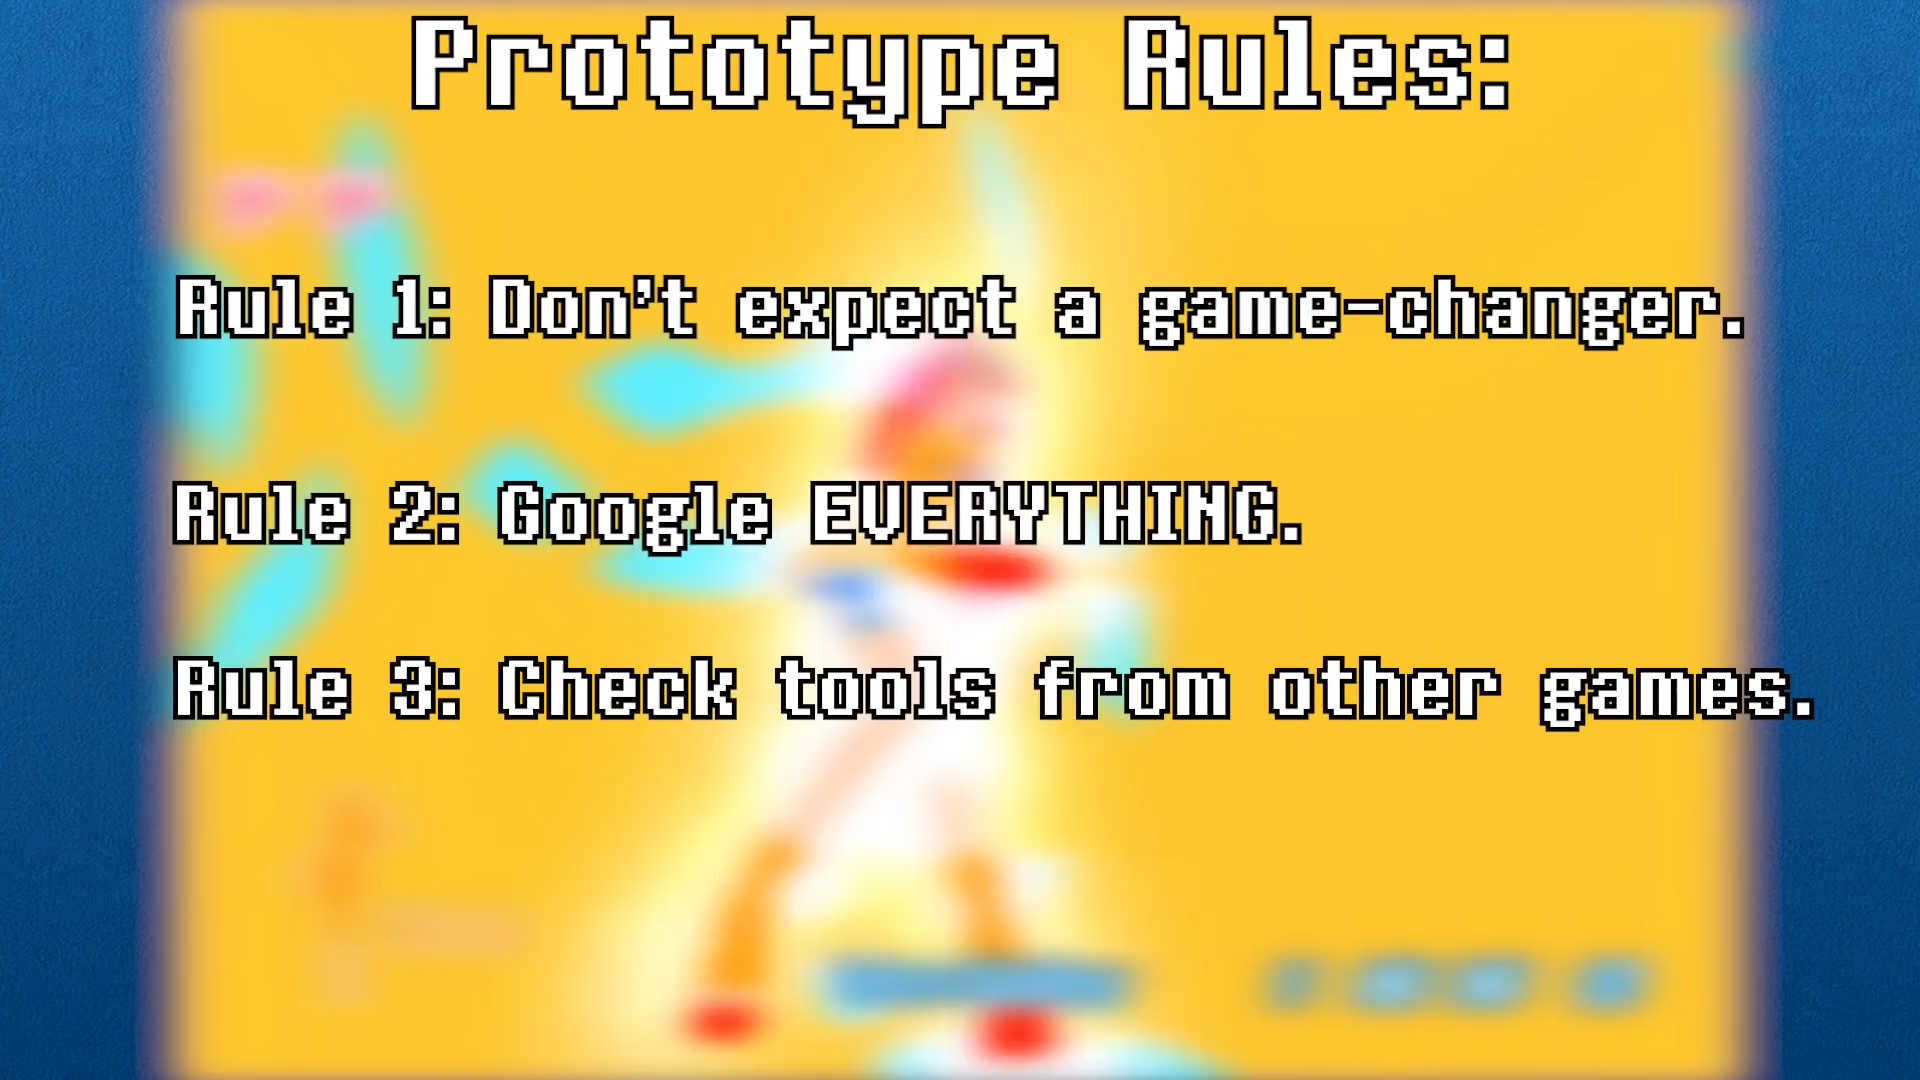 Prototype Rules:
Rule 1: Don't expect a game-changer.
Rule 2: Google EVERYTHING.
Rule 3: Check tools from other games.